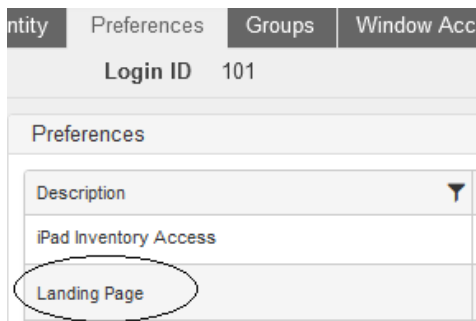 ntity Preferences Groups Window Acc
Login ID 101
Preferences
Description
iPad Inventory Access
Landing Page